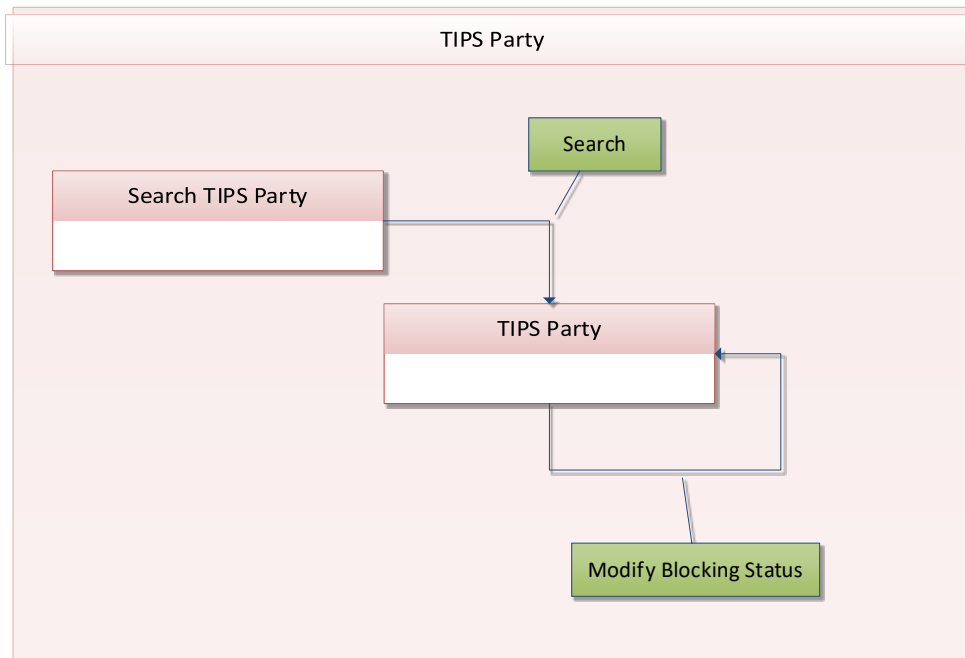 TIPS Party
Search
Search TIPS Party
TIPS Party
Modify Blocking Status